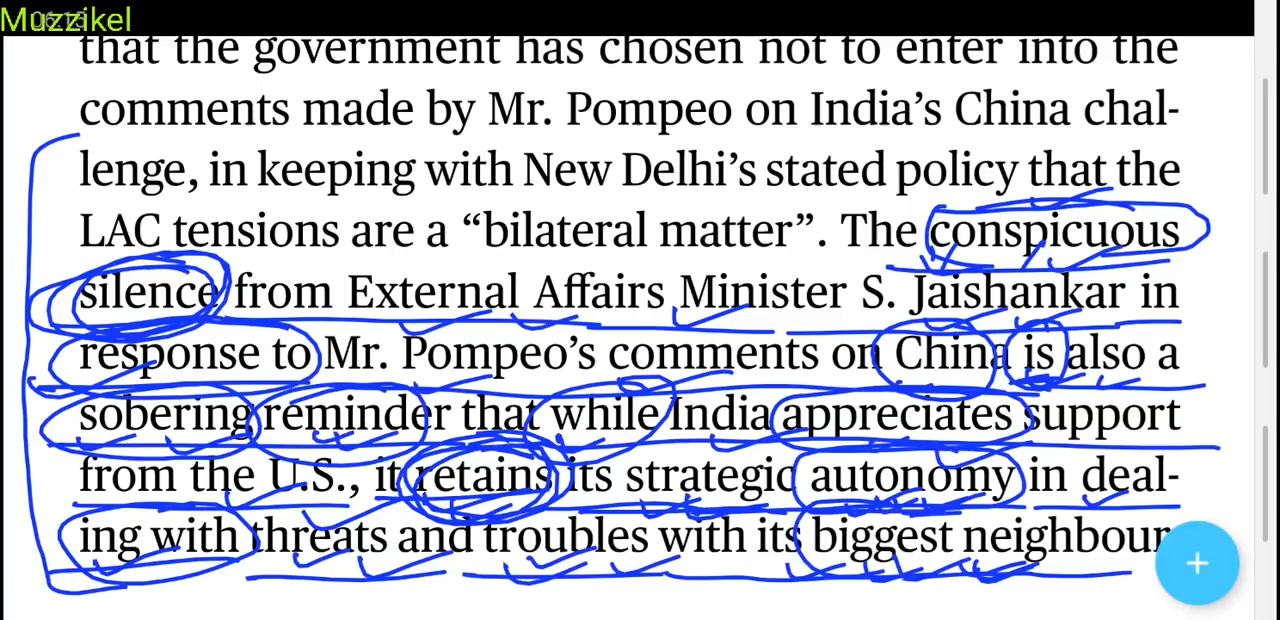 Muzzikel
that the government has chosen not to enter into the
comments made by Mr. Pompeo on India’s China chal-
lenge, in keeping with New Delhi’s stated policy that the
LAC tensions are a “bilateral matter”. The conspicuous
silence from External Affairs Minister S. Jaishankar in
response to Mr. Pompeo’s comments on China is also a
sobering reminder that while India appreciates support
from the U.S., it retains its strategic autonomy in deal-
ing with threats and troubles with its biggest neighbour